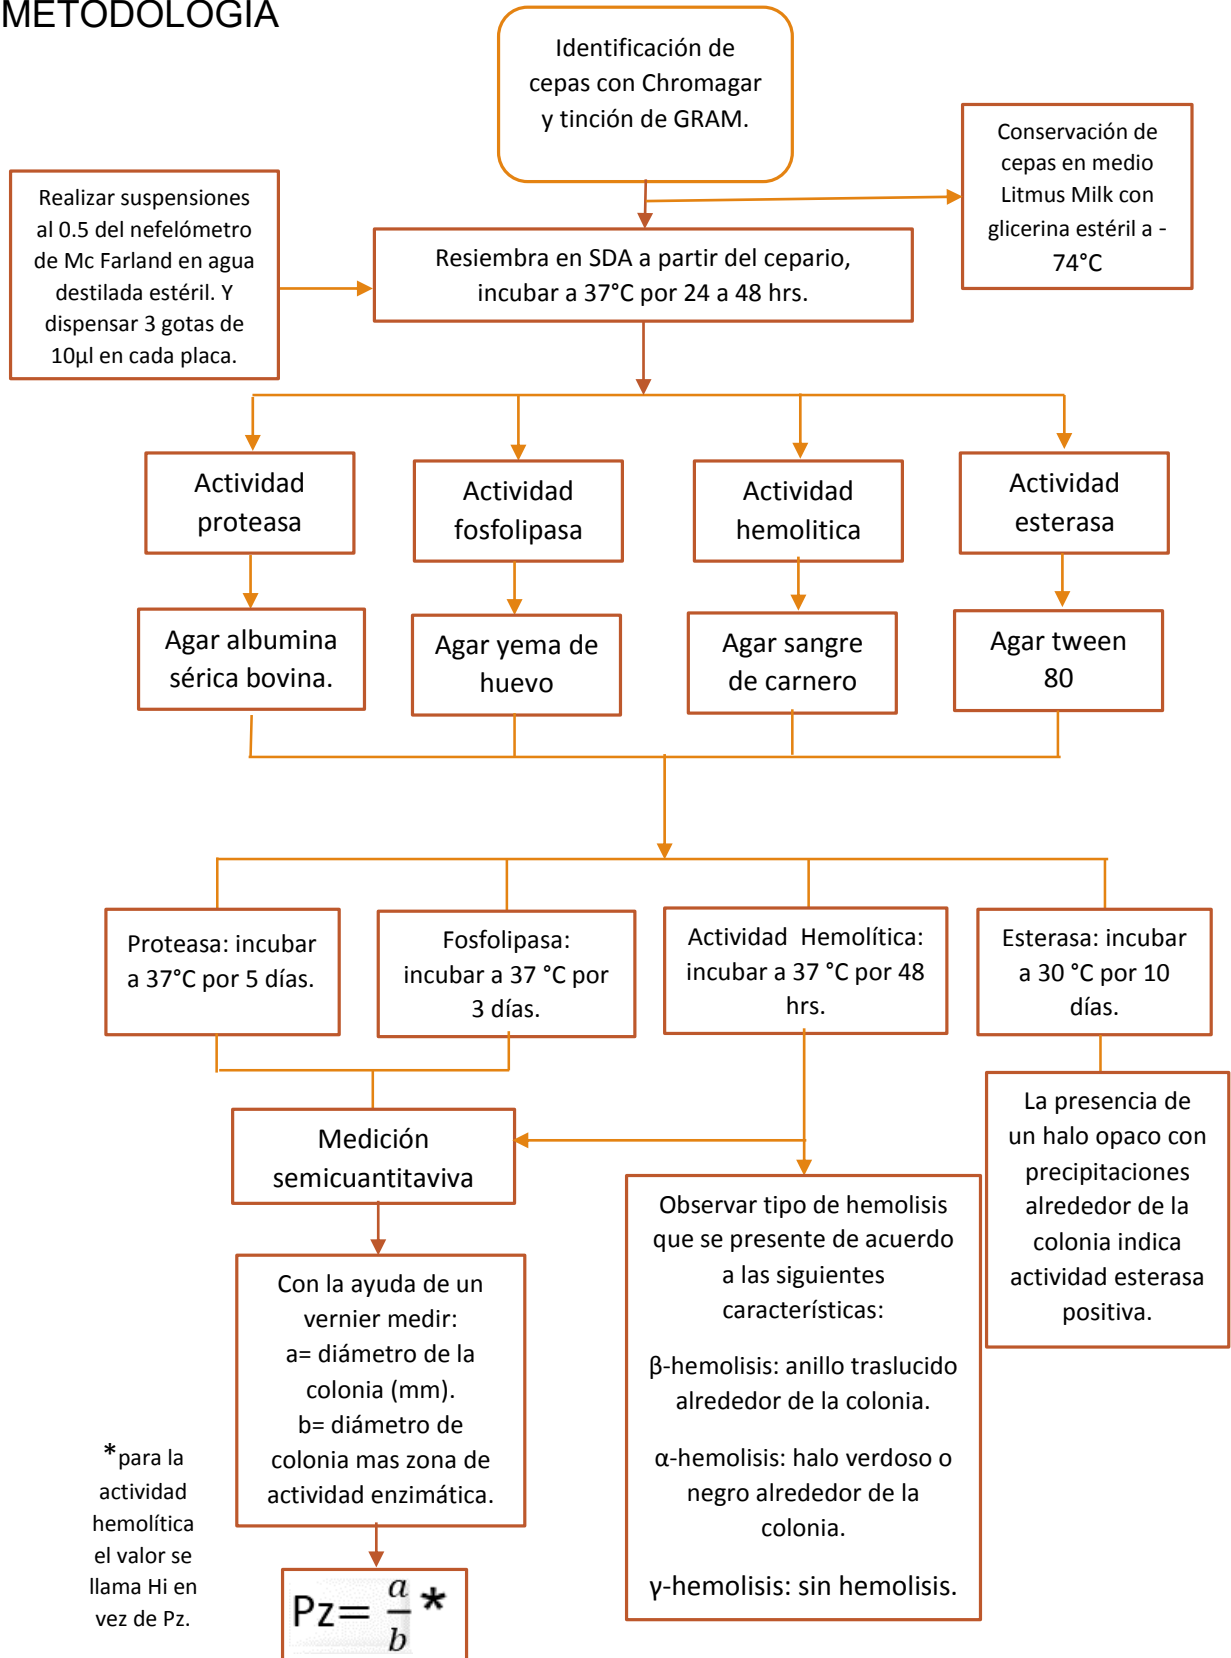 METODOLOGIA
Identificación de
cepas con Chromagar
y tinción de GRAM.
Conservación de
cepas en medio
Litmus Milk con
glicerina estéril a -
74°C
Realizar suspensiones
al 0.5 del nefelómetro
de Mc Farland en agua
destilada estéril. Y
dispensar 3 gotas de
10µl en cada placa.
Resiembra en SDA a partir del cepario,
incubar a 37°C por 24 a 48 hrs.
Actividad
proteasa
Actividad
fosfolipasa
Actividad
hemolitica
Actividad
esterasa
Agar albumina
sérica bovina.
Agar yema de
huevo
Agar sangre
de carnero
Agar tween
80
Proteasa: incubar
a 37°C por 5 días.
Fosfolipasa:
incubar a 37 °C por
3 días.
Actividad Hemolítica:
incubar a 37 °C por 48
hrs.
Esterasa: incubar
a 30 °C por 10
días.
Medición
semicuantitaviva
Observar tipo de hemolisis
que se presente de acuerdo
a las siguientes
características:
β-hemolisis: anillo traslucido
alrededor de la colonia.
α-hemolisis: halo verdoso o
negro alrededor de la
colonia.
γ-hemolisis: sin hemolisis.
La presencia de
un halo opaco con
precipitaciones
alrededor de la
colonia indica
actividad esterasa
positiva.
Con la ayuda de un
vernier medir:
a= diámetro de la
colonia (mm).
b= diámetro de
colonia mas zona de
actividad enzimática.
*para la
actividad
hemolítica
el valor se
llama Hi en
vez de Pz.
Pz= a/b *